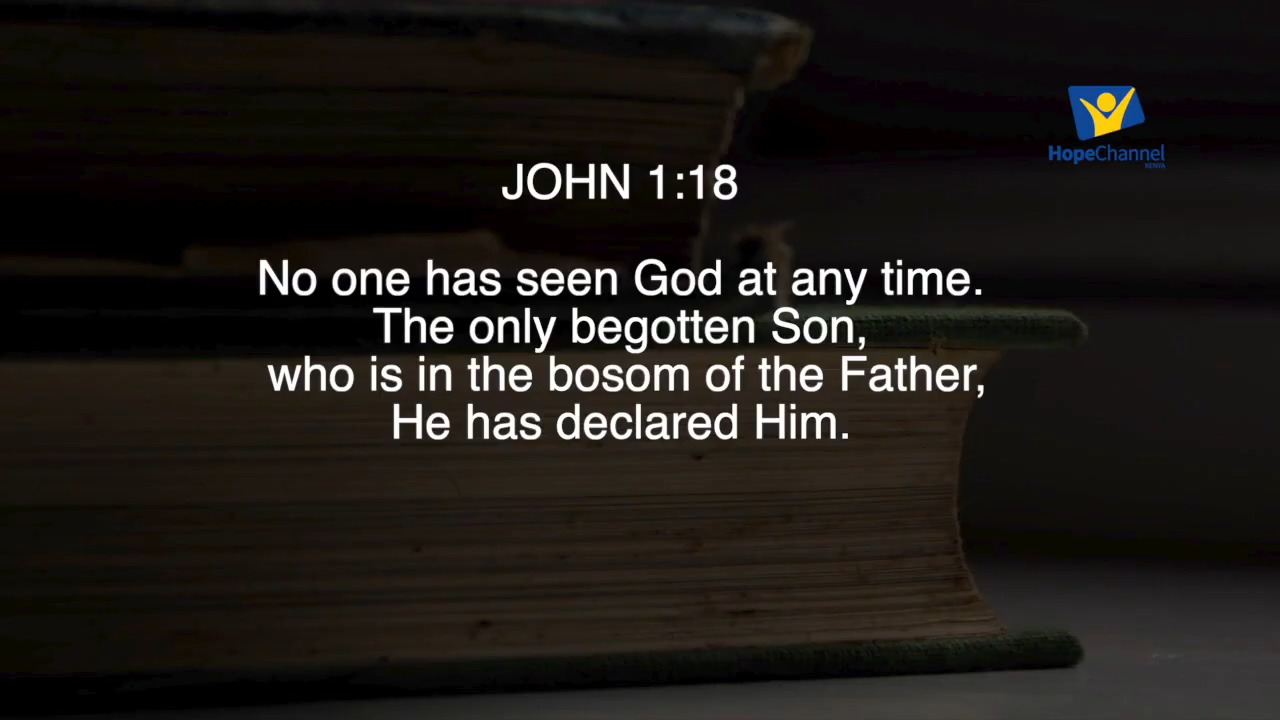 HopeChannel
KENYA
JOHN 1:18
No one has seen God at any time.
The only begotten Son,
who is in the bosom of the Father,
He has declared Him.